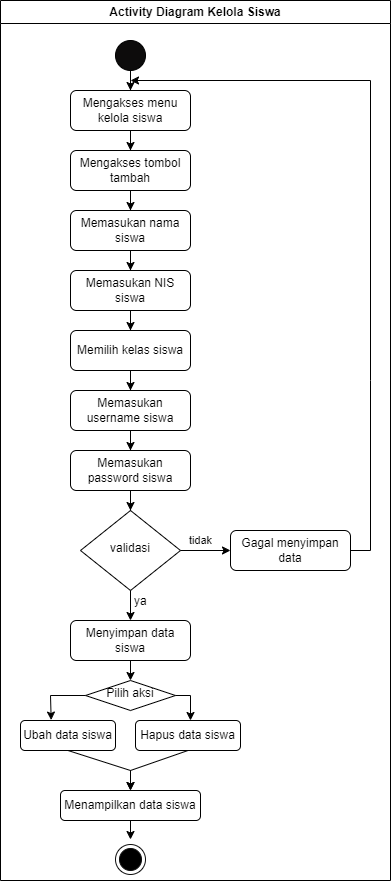 Activity Diagram Kelola Siswa
Mengakses menu
kelola siswa
Mengakses tombol
tambah
Memasukan nama
siswa
Memasukan NIS
siswa
Memilih kelas siswa
Memasukan
username siswa
Memasukan
password siswa
validasi
tidak
Gagal menyimpan
data
ya
Menyimpan data
siswa
Pilih aksi
Ubah data siswa
Hapus data siswa
Menampilkan data siswa